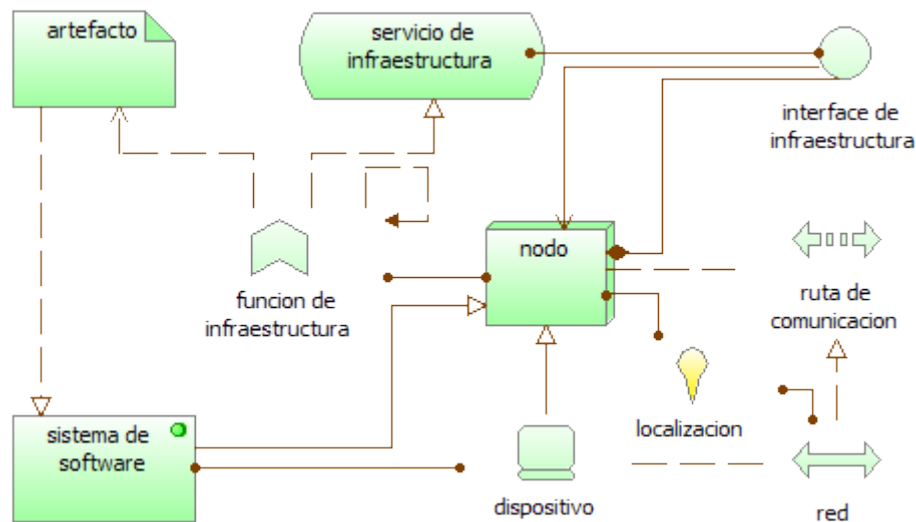 artefacto
servicio de
infraestructura
interface de
infraestructura
nodo
funcion de
infraestructura
ruta de
comunicacion
sistema de
software
localizacion
dispositivo
red